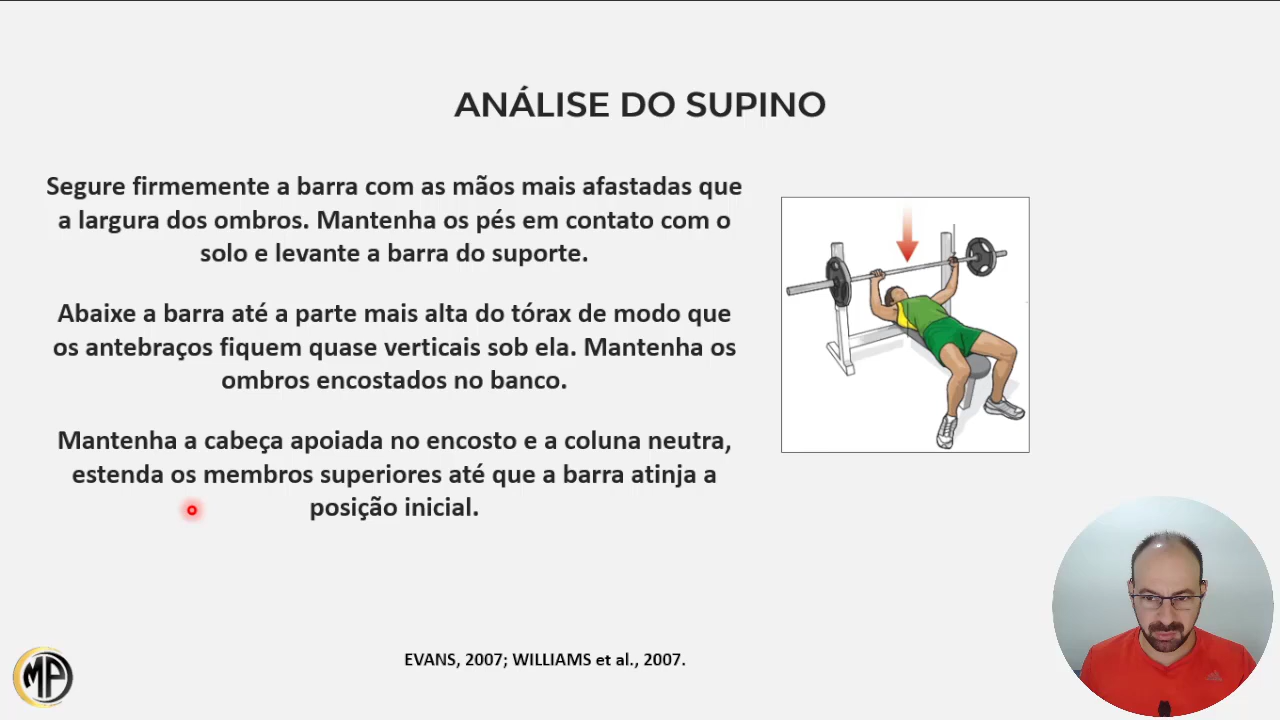 ANÁLISE DO SUPINO
Segure firmemente a barra com as mãos mais afastadas que
a largura dos ombros. Mantenha os pés em contato com o
solo e levante a barra do suporte.
Abaixe a barra até a parte mais alta do tórax de modo que
os antebraços fiquem quase verticais sob ela. Mantenha os
ombros encostados no banco.
Mantenha a cabeça apoiada no encosto e a coluna neutra,
estenda os membros superiores até que a barra atinja a
posição inicial.
EVANS, 2007; WILLIAMS et al., 2007.
MP